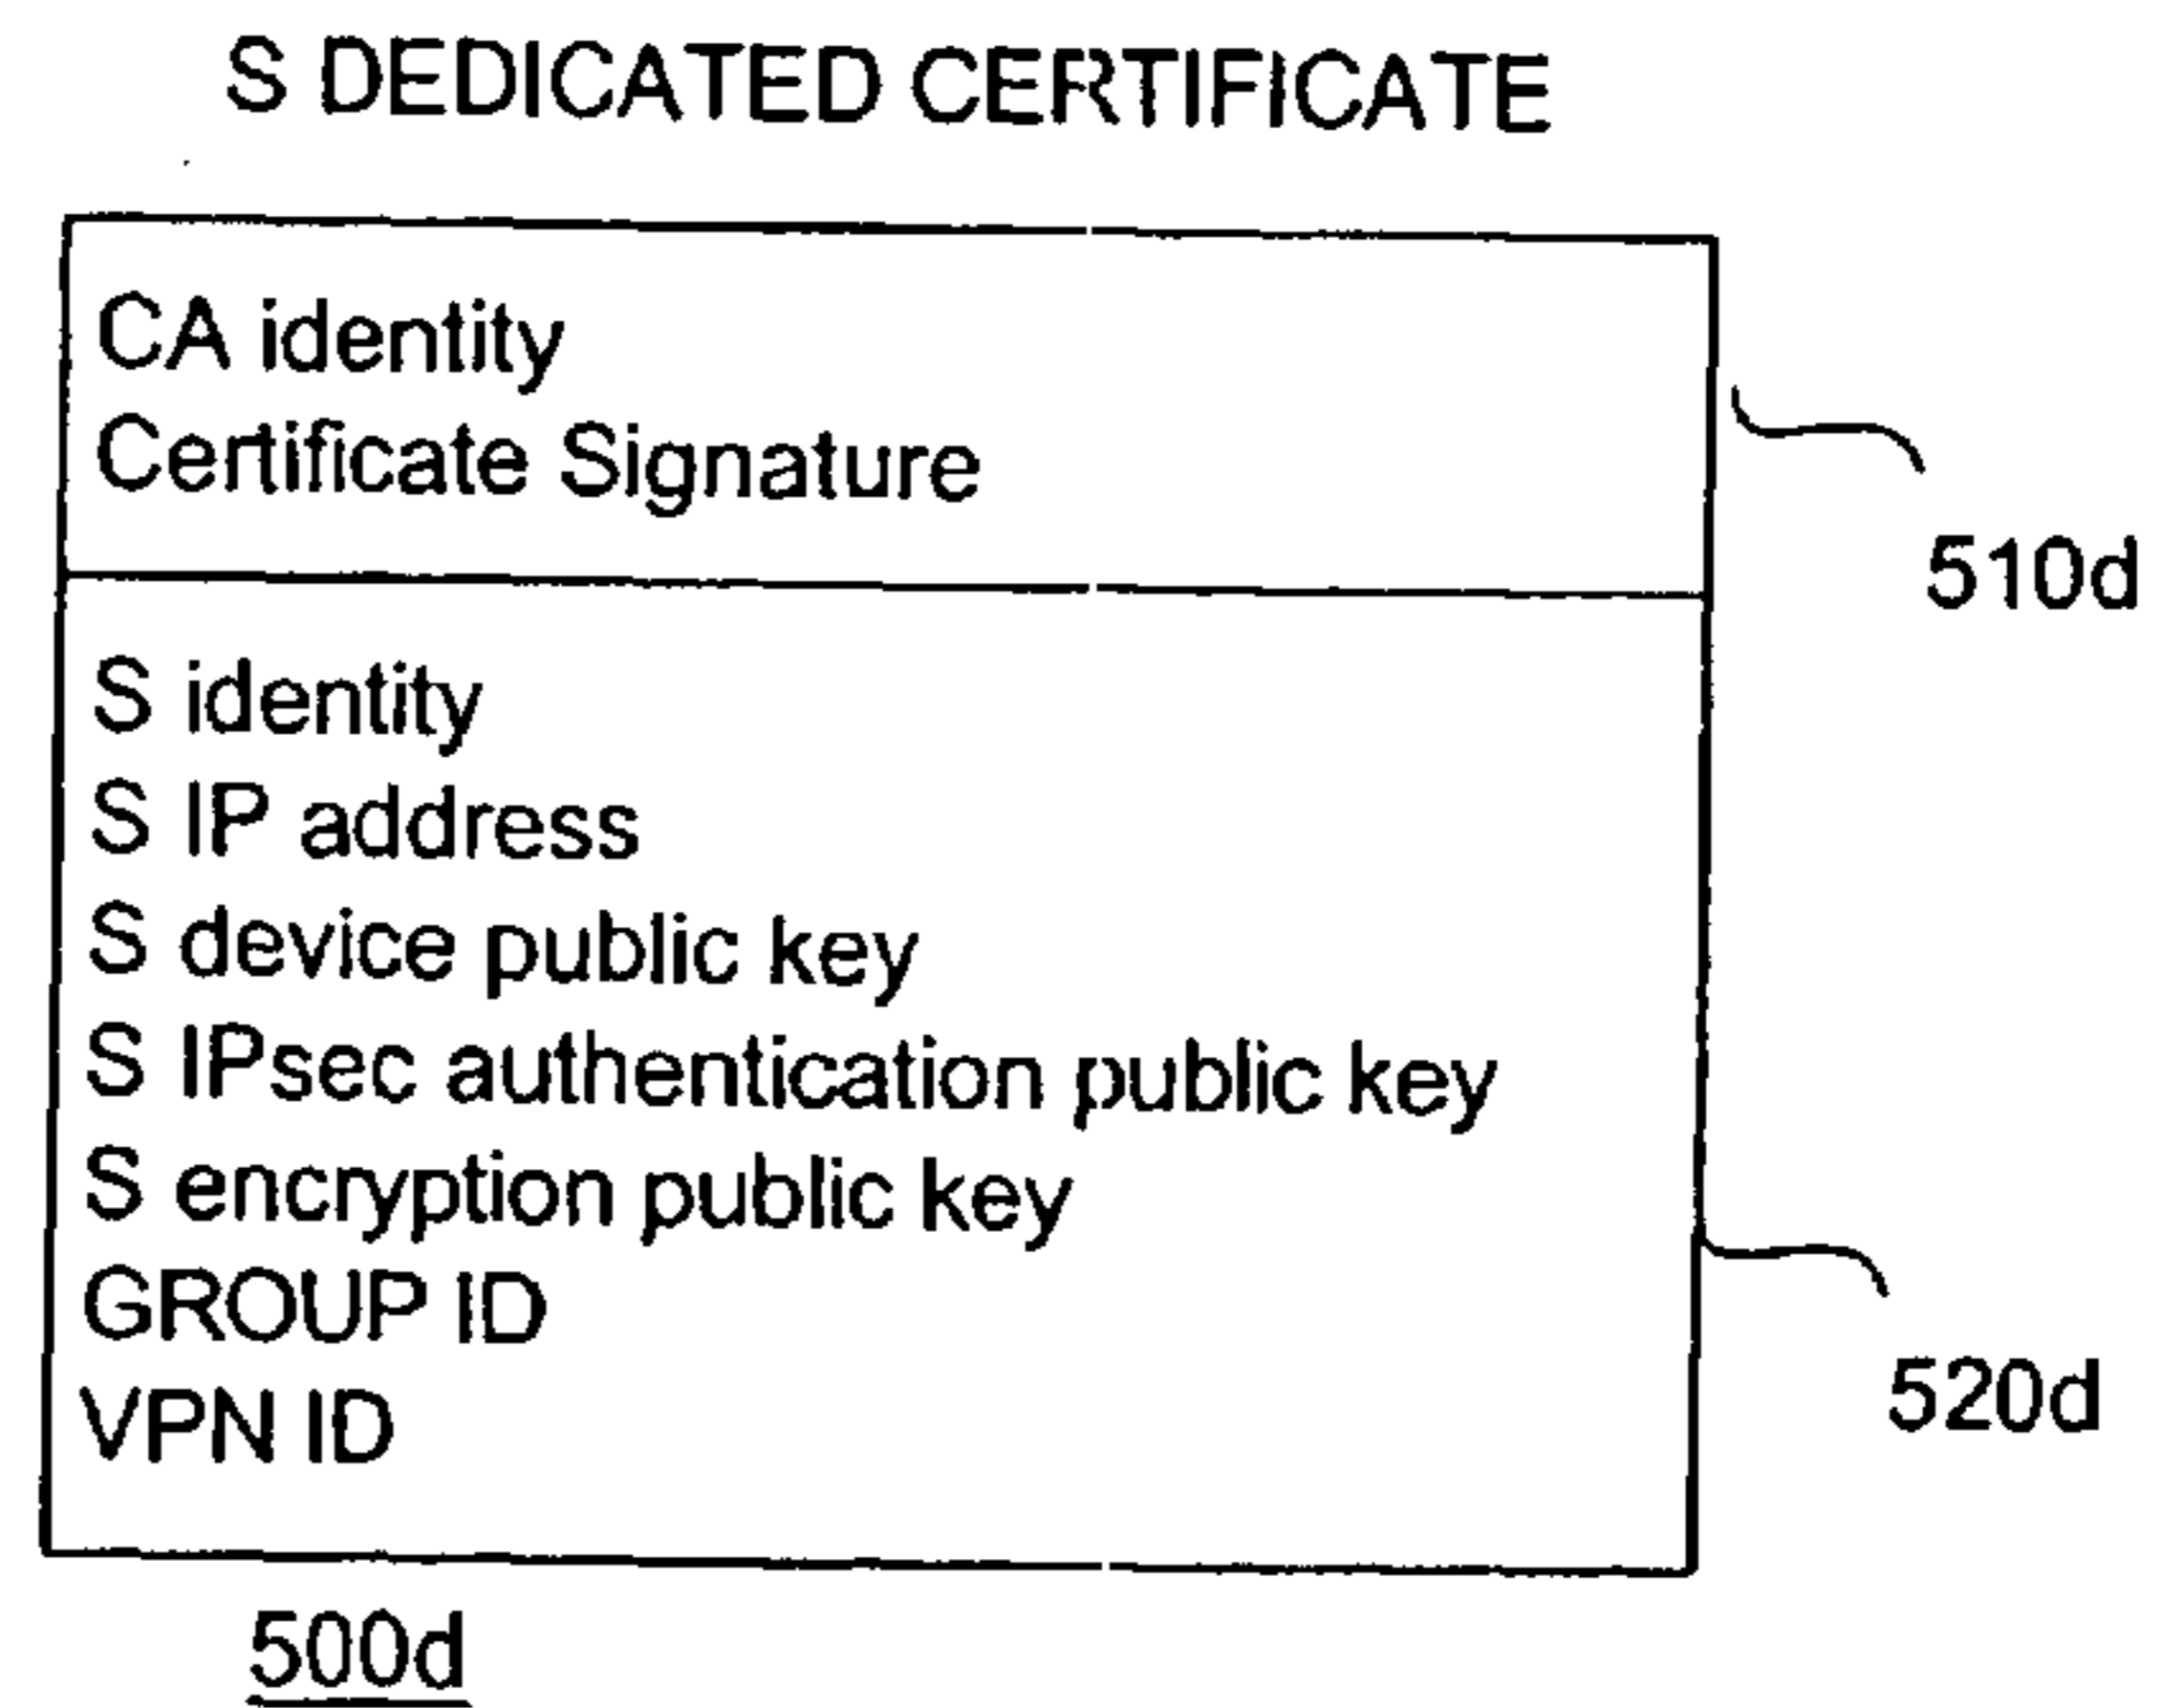 S DEDICATED CERTIFICATE
CA identity
Certificate Signature
510d
S identity
S IP address
S device public key
S IPsec authentication public key
S encryption public key
GROUP ID
VPN ID
520d
500d